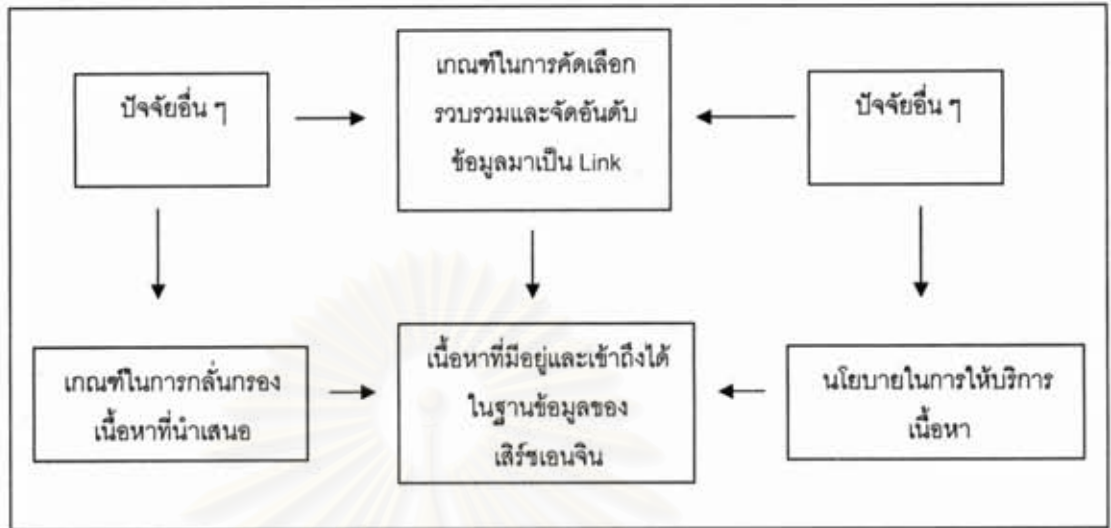 ปัจจัยอื่น ๆ
เกณฑ์ในการคัดเลือก
รวบรวมและจัดอันดับ
ข้อมูลมาเป็น Link
ปัจจัยอื่น ๆ
เกณฑ์ในการกลั่นกรอง
เนื้อหาที่นำเสนอ
เนื้อหาที่มีอยู่และเข้าถึงได้
ในฐานข้อมูลของ
เสิร์ชเอนจิน
นโยบายในการให้บริการ
เนื้อหา